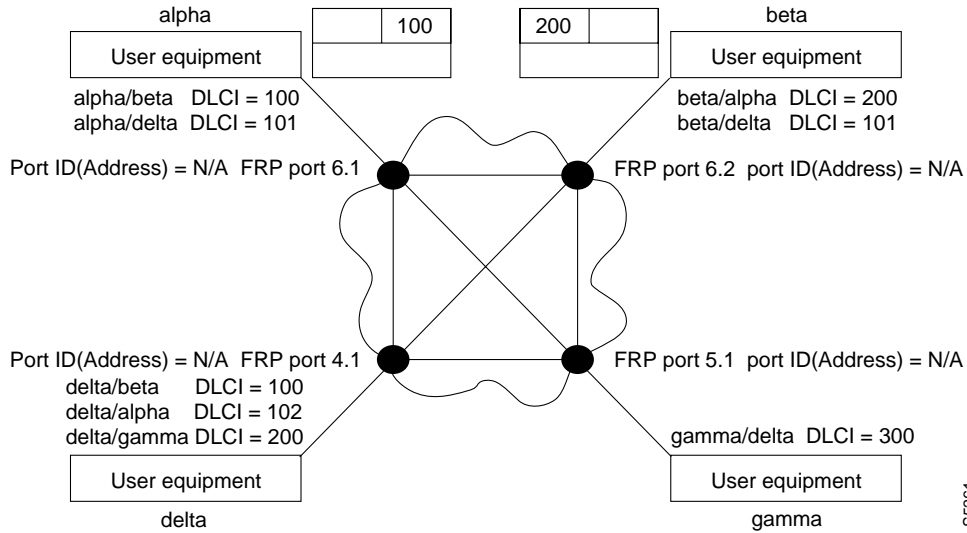 alpha
100
200
beta
User equipment
User equipment
alpha/beta DLCI = 100
alpha/delta DLCI = 101
beta/alpha DLCI = 200
beta/delta DLCI = 101
Port ID(Address) = N/A FRP port 6.1
FRP port 6.2 port ID(Address) = N/A
Port ID(Address) = N/A FRP port 4.1
FRP port 5.1 port ID(Address) = N/A
delta/beta DLCI = 100
delta/alpha DLCI = 102
delta/gamma DLCI = 200
gamma/delta DLCI = 300
User equipment
User equipment
delta
gamma